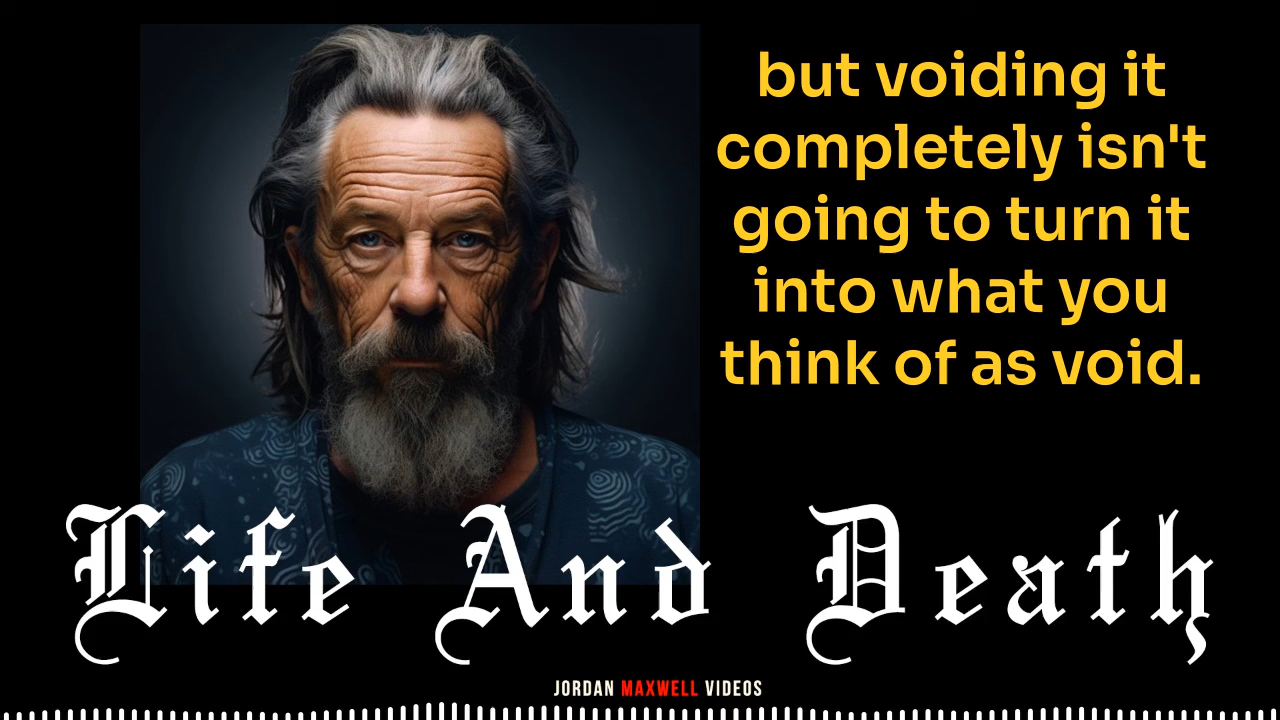 but voiding it
completely isn't
going to turn it
into what you
think of as void.
Life And Death
JORDAN MAXWELL VIDEOS